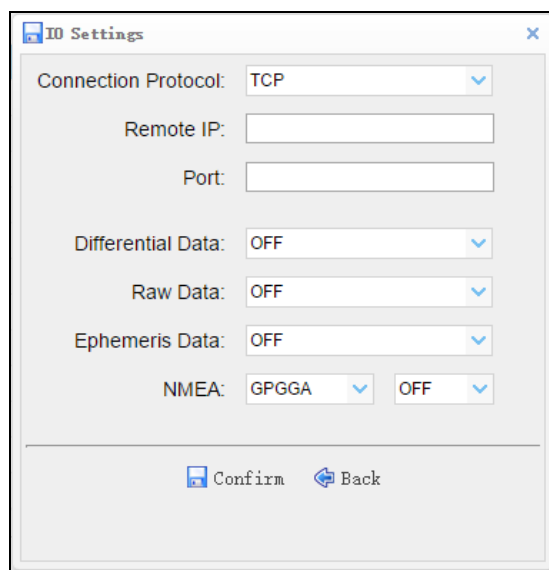 IO Settings
Connection Protocol: TCP
Remote IP:
Port:
Differential Data: OFF
Raw Data: OFF
Ephemeris Data: OFF
NMEA: GPGGA OFF
Confirm Back